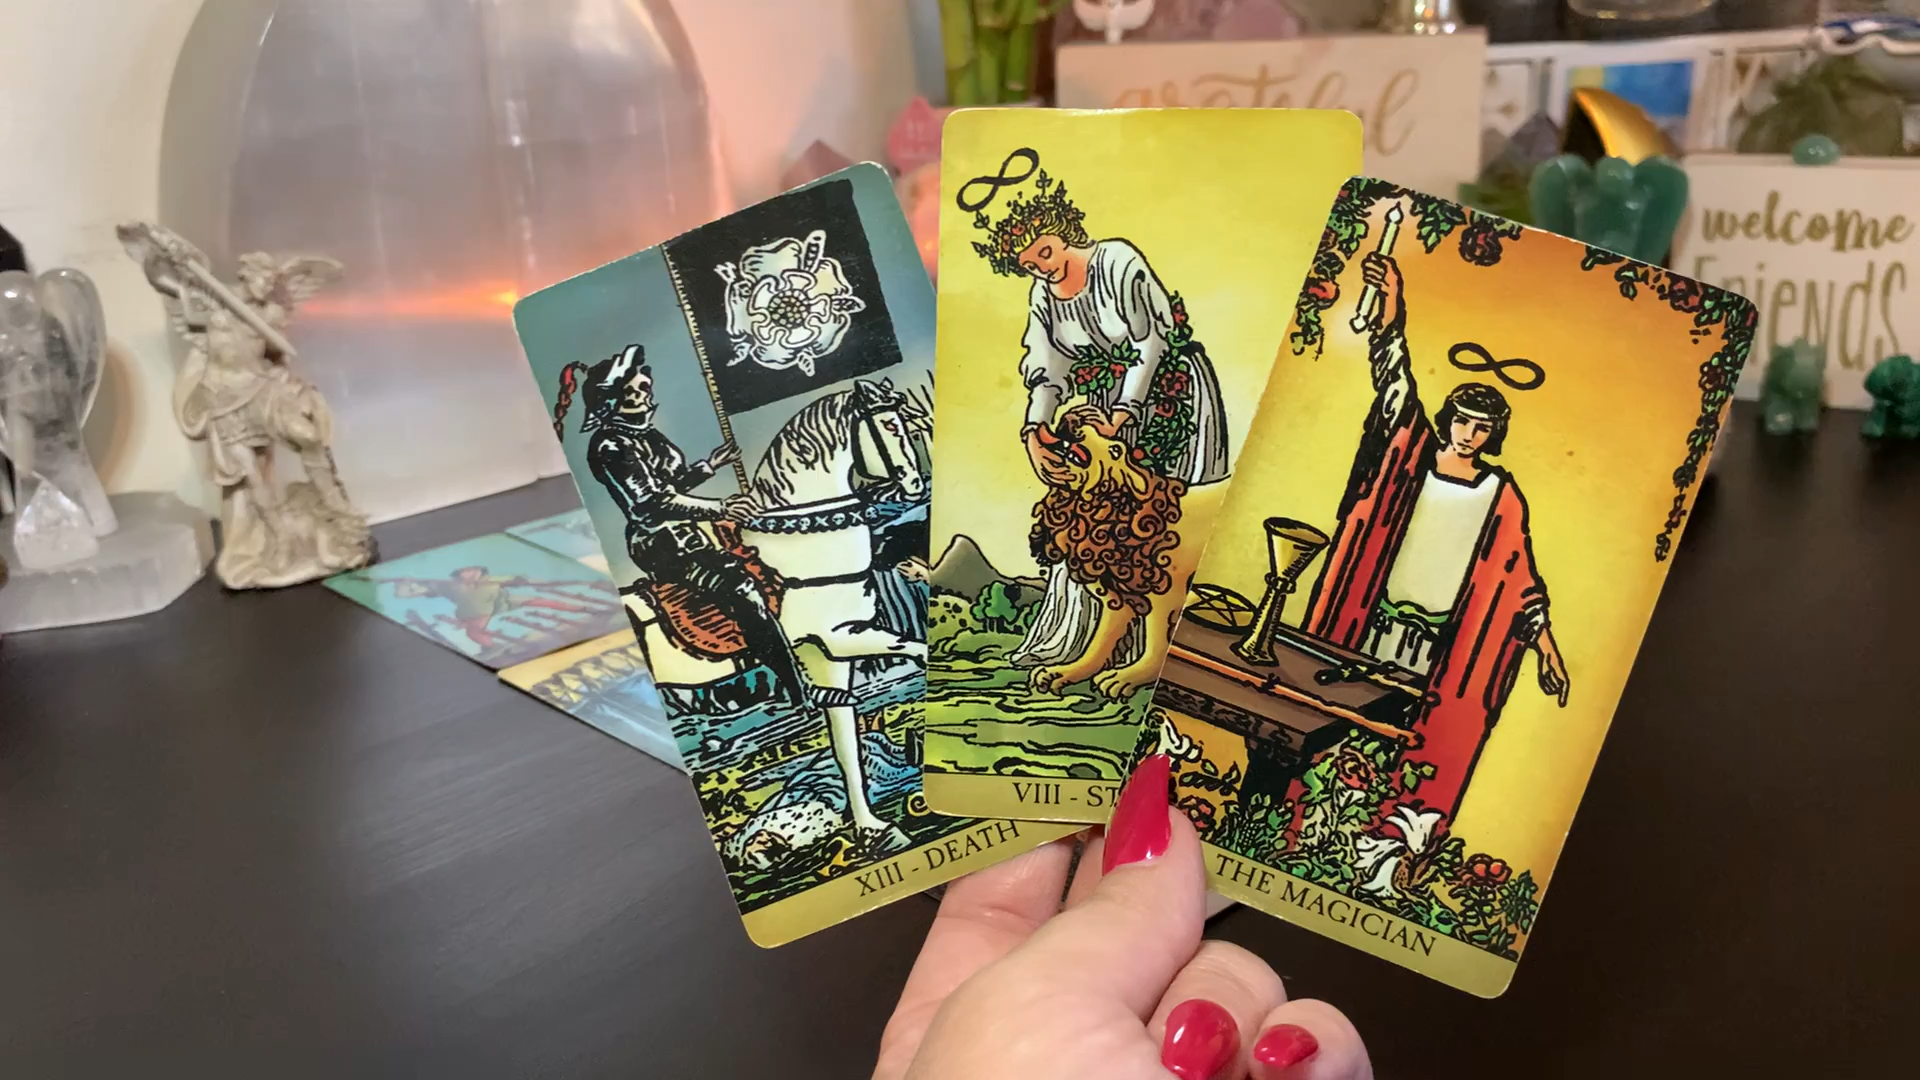 grateful
welcome
FRIENDS
VIII - ST
XIII - DEATH
THE MAGICIAN